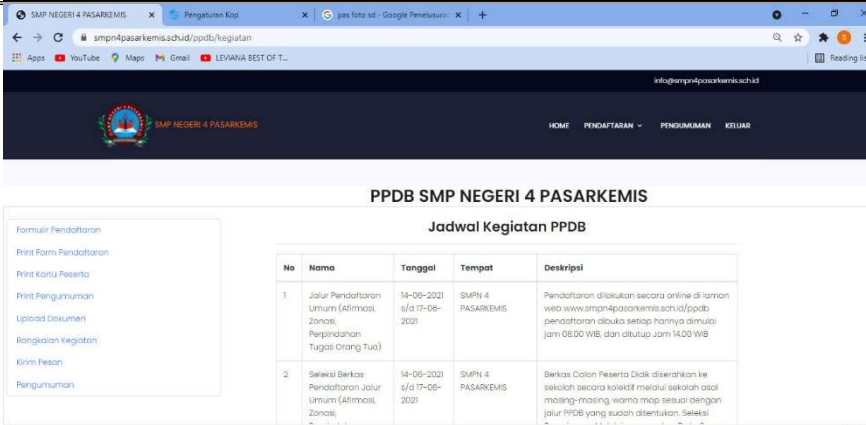 SMP NEGERI 4 PASARKEMIS
Pengaturan Kop
pas foto sd - Google Penelusuran
smpn4pasarkemis.sch.id/ppdb/kegiatan
Apps YouTube Maps Gmail LEVIANA BEST OF T...
Reading lis
info@smpn4pasarkemis.sch.id
SMP NEGERI 4 PASARKEMIS
HOME PENDAFTARAN PENGUMUMAN KELUAR
PPDB SMP NEGERI 4 PASARKEMIS
Jadwal Kegiatan PPDB
Formulir Pendaftaran
Print Form Pendaftaran
Print Kartu Peserta
Print Pengumuman
Upload Dokumen
Rangkaian Kegiatan
Kirim Pesan
Pengumuman
No Nama Tanggal Tempat Deskripsi
1 Jalur Pendaftaran 14-06-2021 SMPN 4 Pendaftaran dilakukan secara online di laman
Umum (Afirmasi, s/d 17-06- PASARKEMIS web www.smpn4pasarkemis.sch.id/ppdb
Zonasi, 2021 pendaftaran dibuka setiap harinya dimulai
Perpindahan jam 08.00 WIB, dan ditutup Jam 14.00 WIB
Tugas Orang Tua)
2 Seleksi Berkas 14-06-2021 SMPN 4 Berkas Calon Peserta Didik diserahkan ke
Pendaftaran Jalur s/d 17-06- PASARKEMIS sekolah secara kolektif melalui sekolah asal
Umum (Afirmasi, 2021 masing-masing, warna map sesuai dengan
Zonasi, jalur PPDB yang sudah ditentukan. Seleksi